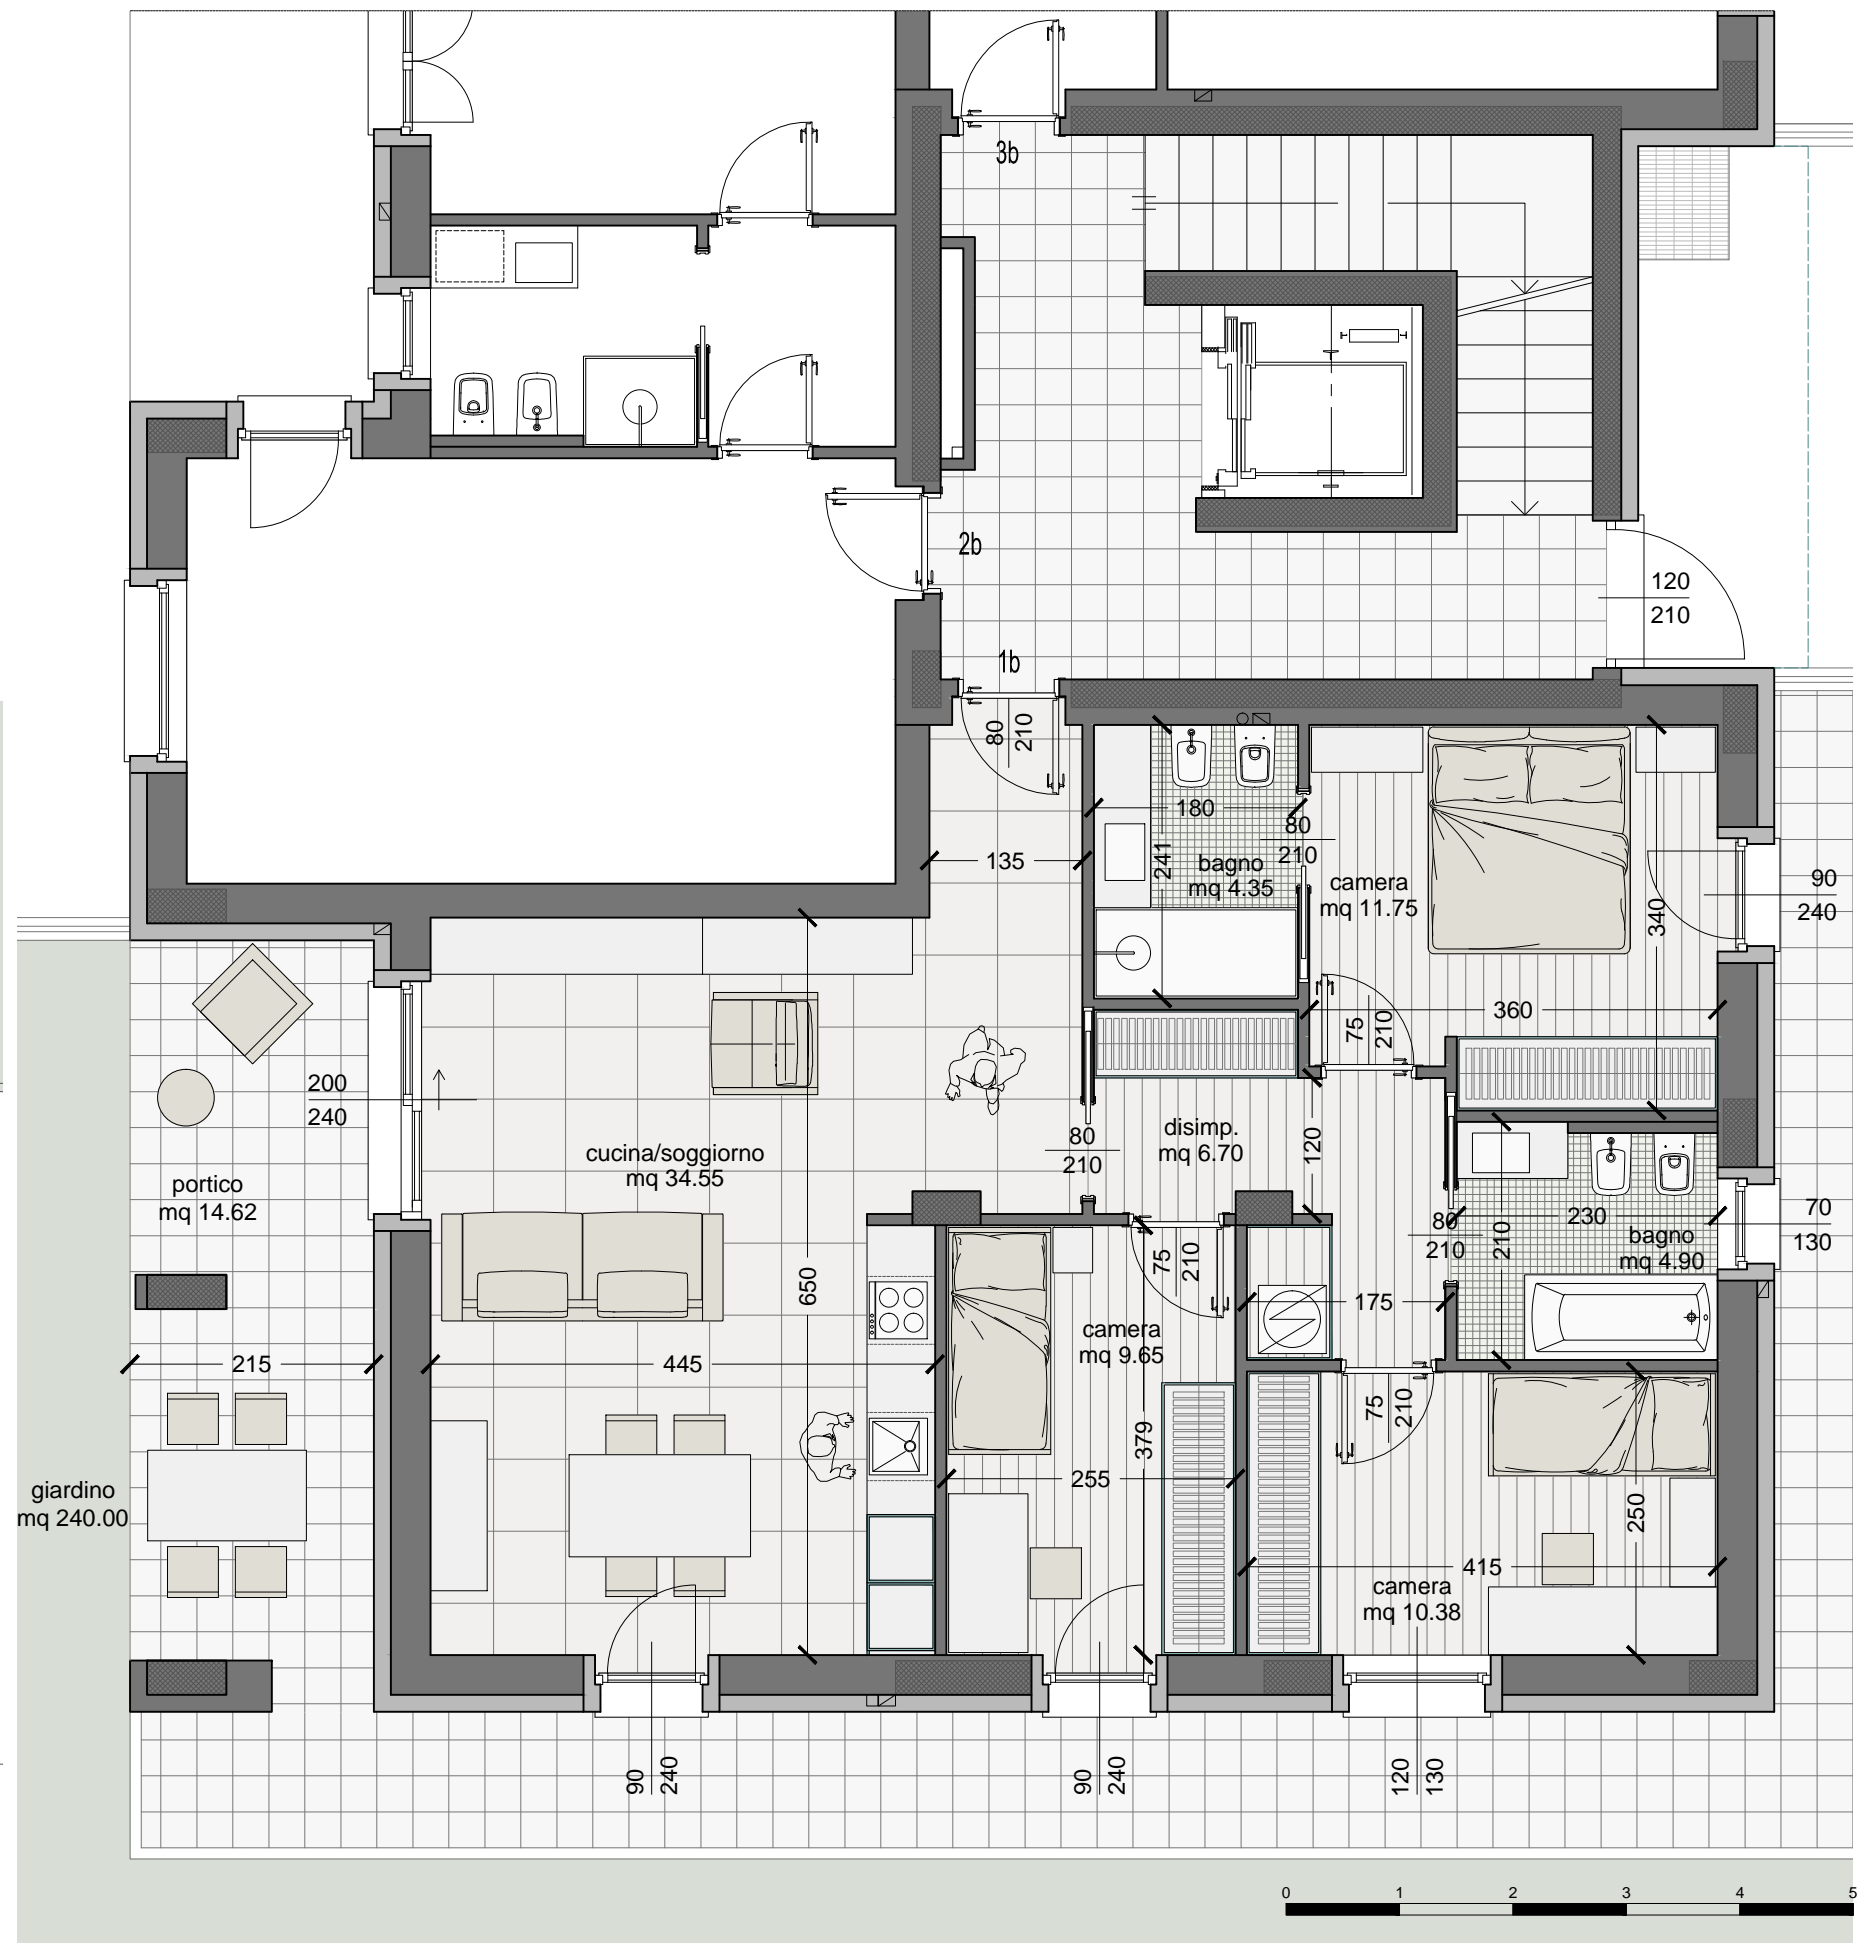 3b
2b
120
210
1b
80
210
180
80
210
241
bagno
mq 4.35
135
camera
mq 11.75
340
90
240
360
75
210
200
240
80
210
disimp.
mq 6.70
120
cucina/soggiorno
mq 34.55
portico
mq 14.62
80
210
210
230
bagno
mq 4.90
70
130
650
75
210
175
camera
mq 9.65
215
445
75
210
379
255
giardino
mq 240.00
250
415
camera
mq 10.38
90
240
90
240
120
130
0 1 2 3 4 5